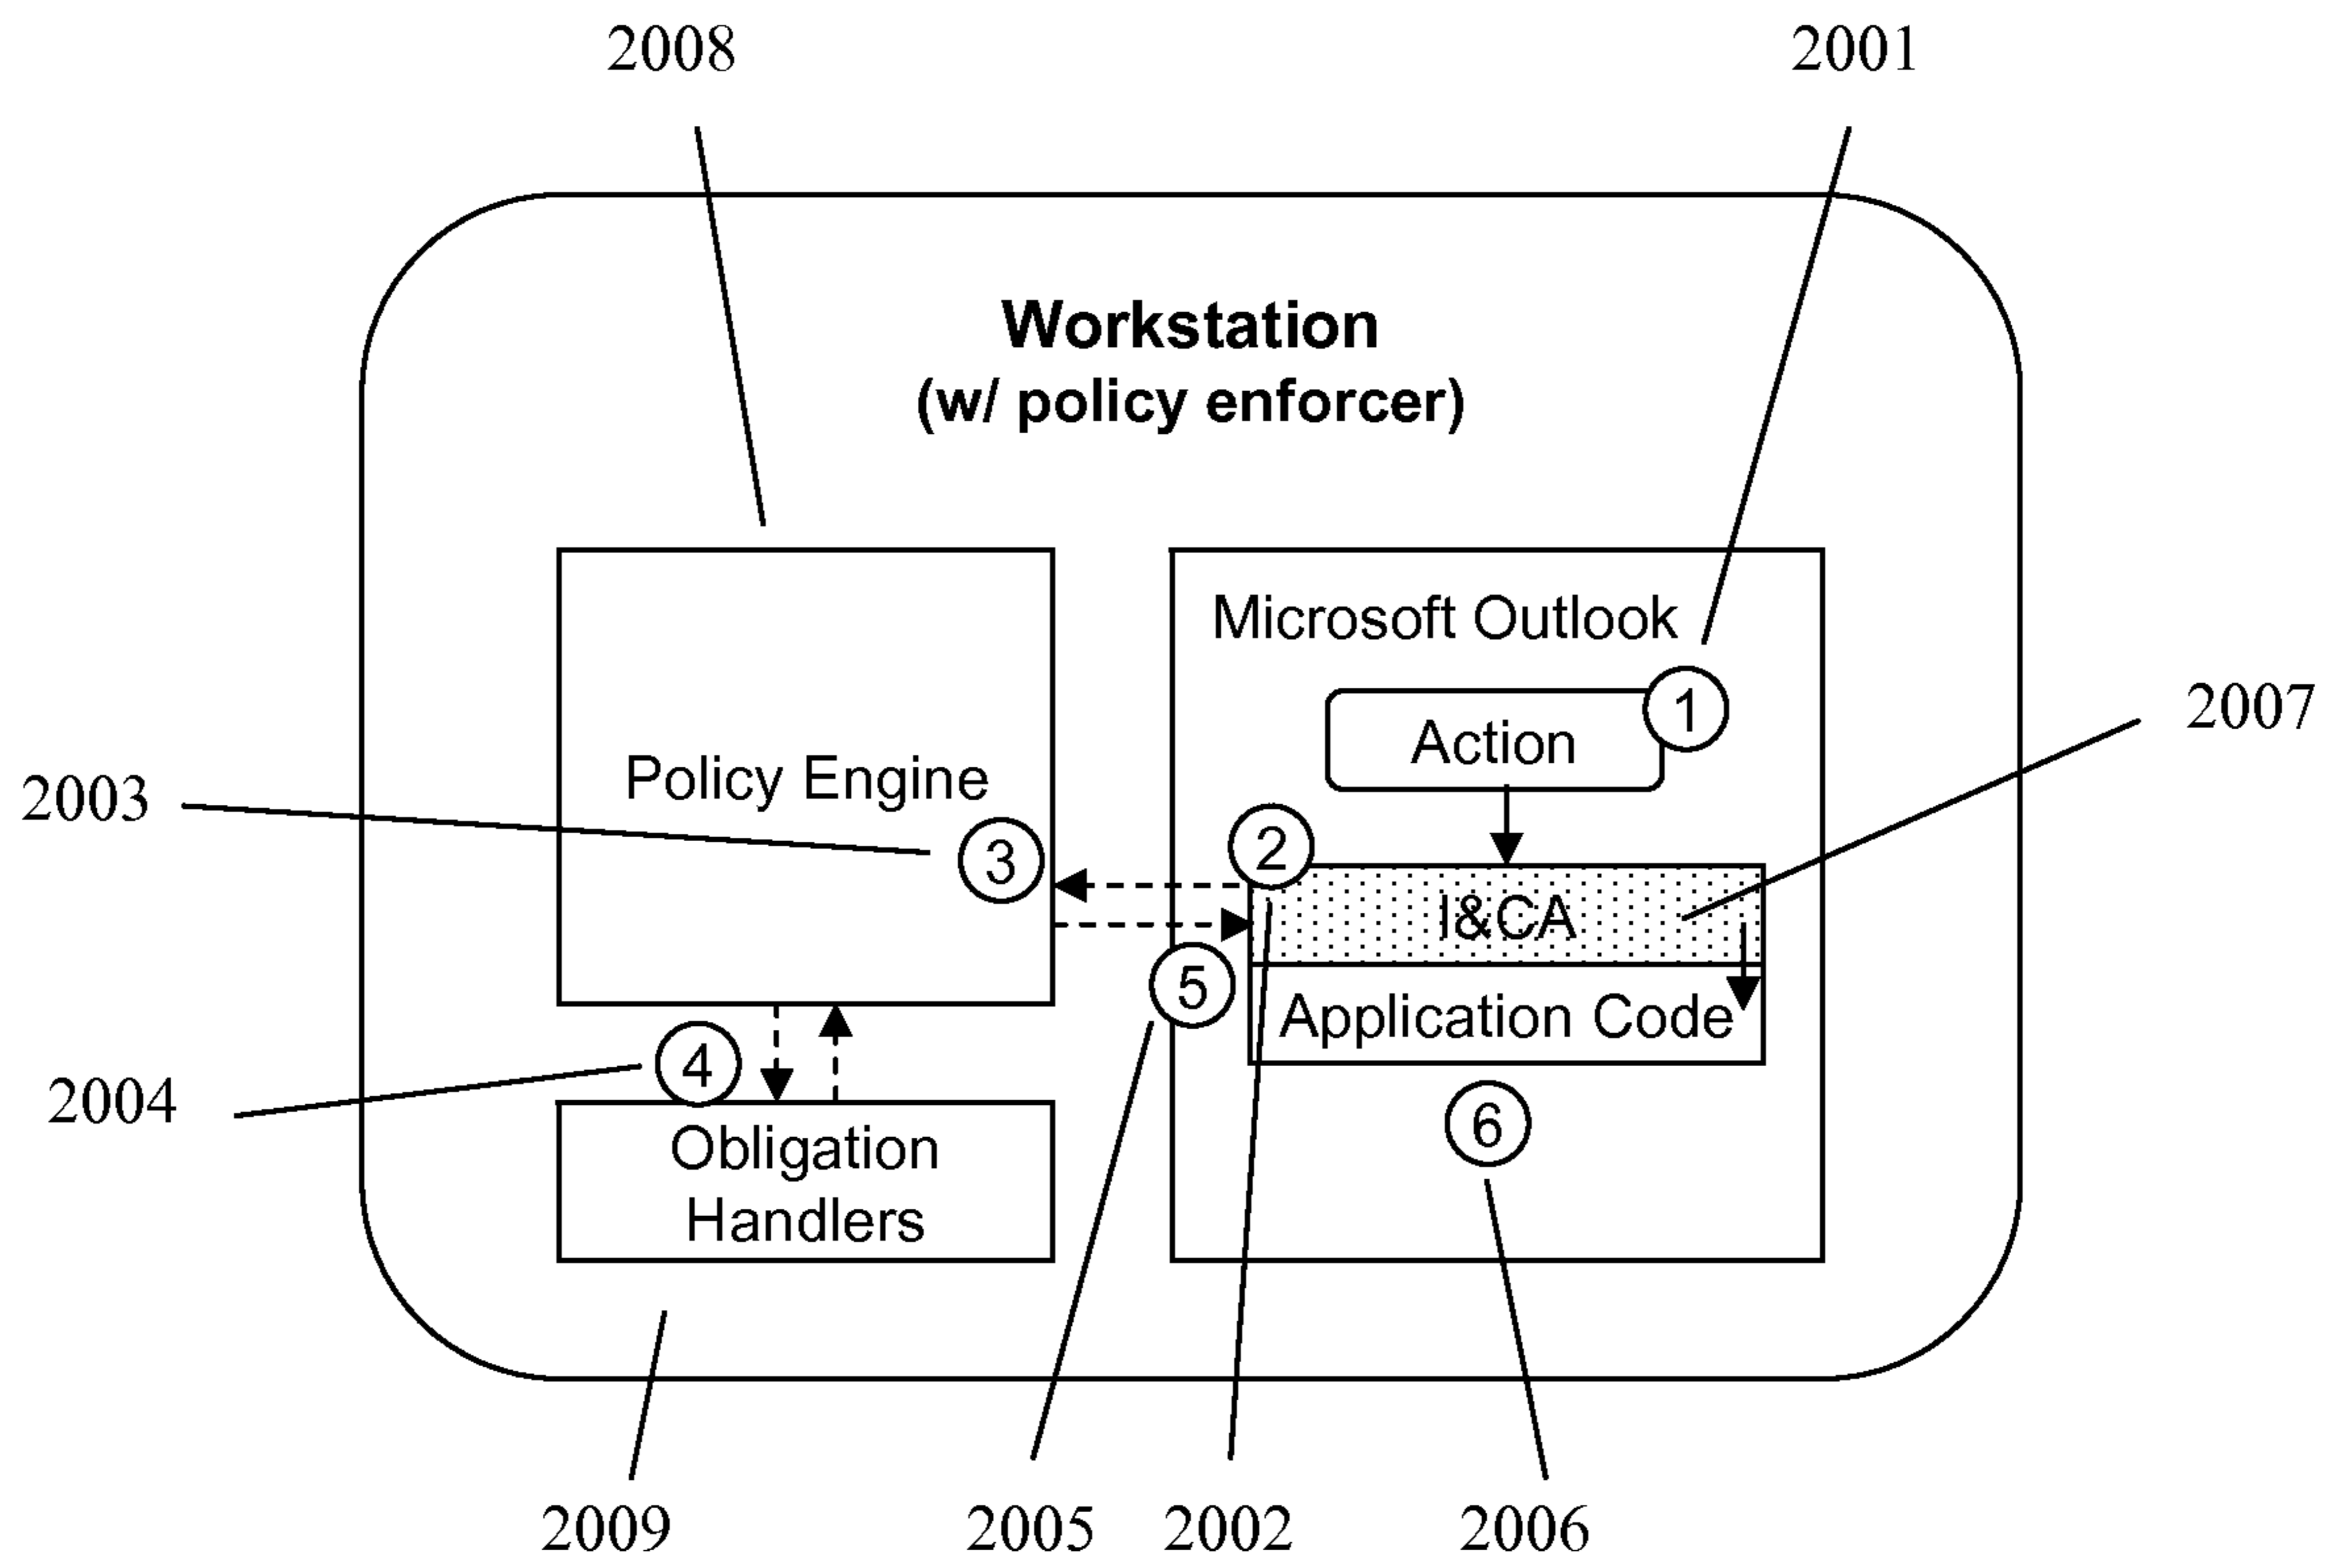 2008
2001
Workstation
(w/ policy enforcer)
Microsoft Outlook
1
Action
2007
Policy Engine
2003
2
3
I&CA
5
Application Code
4
2004
6
Obligation
Handlers
2009
2005
2002
2006